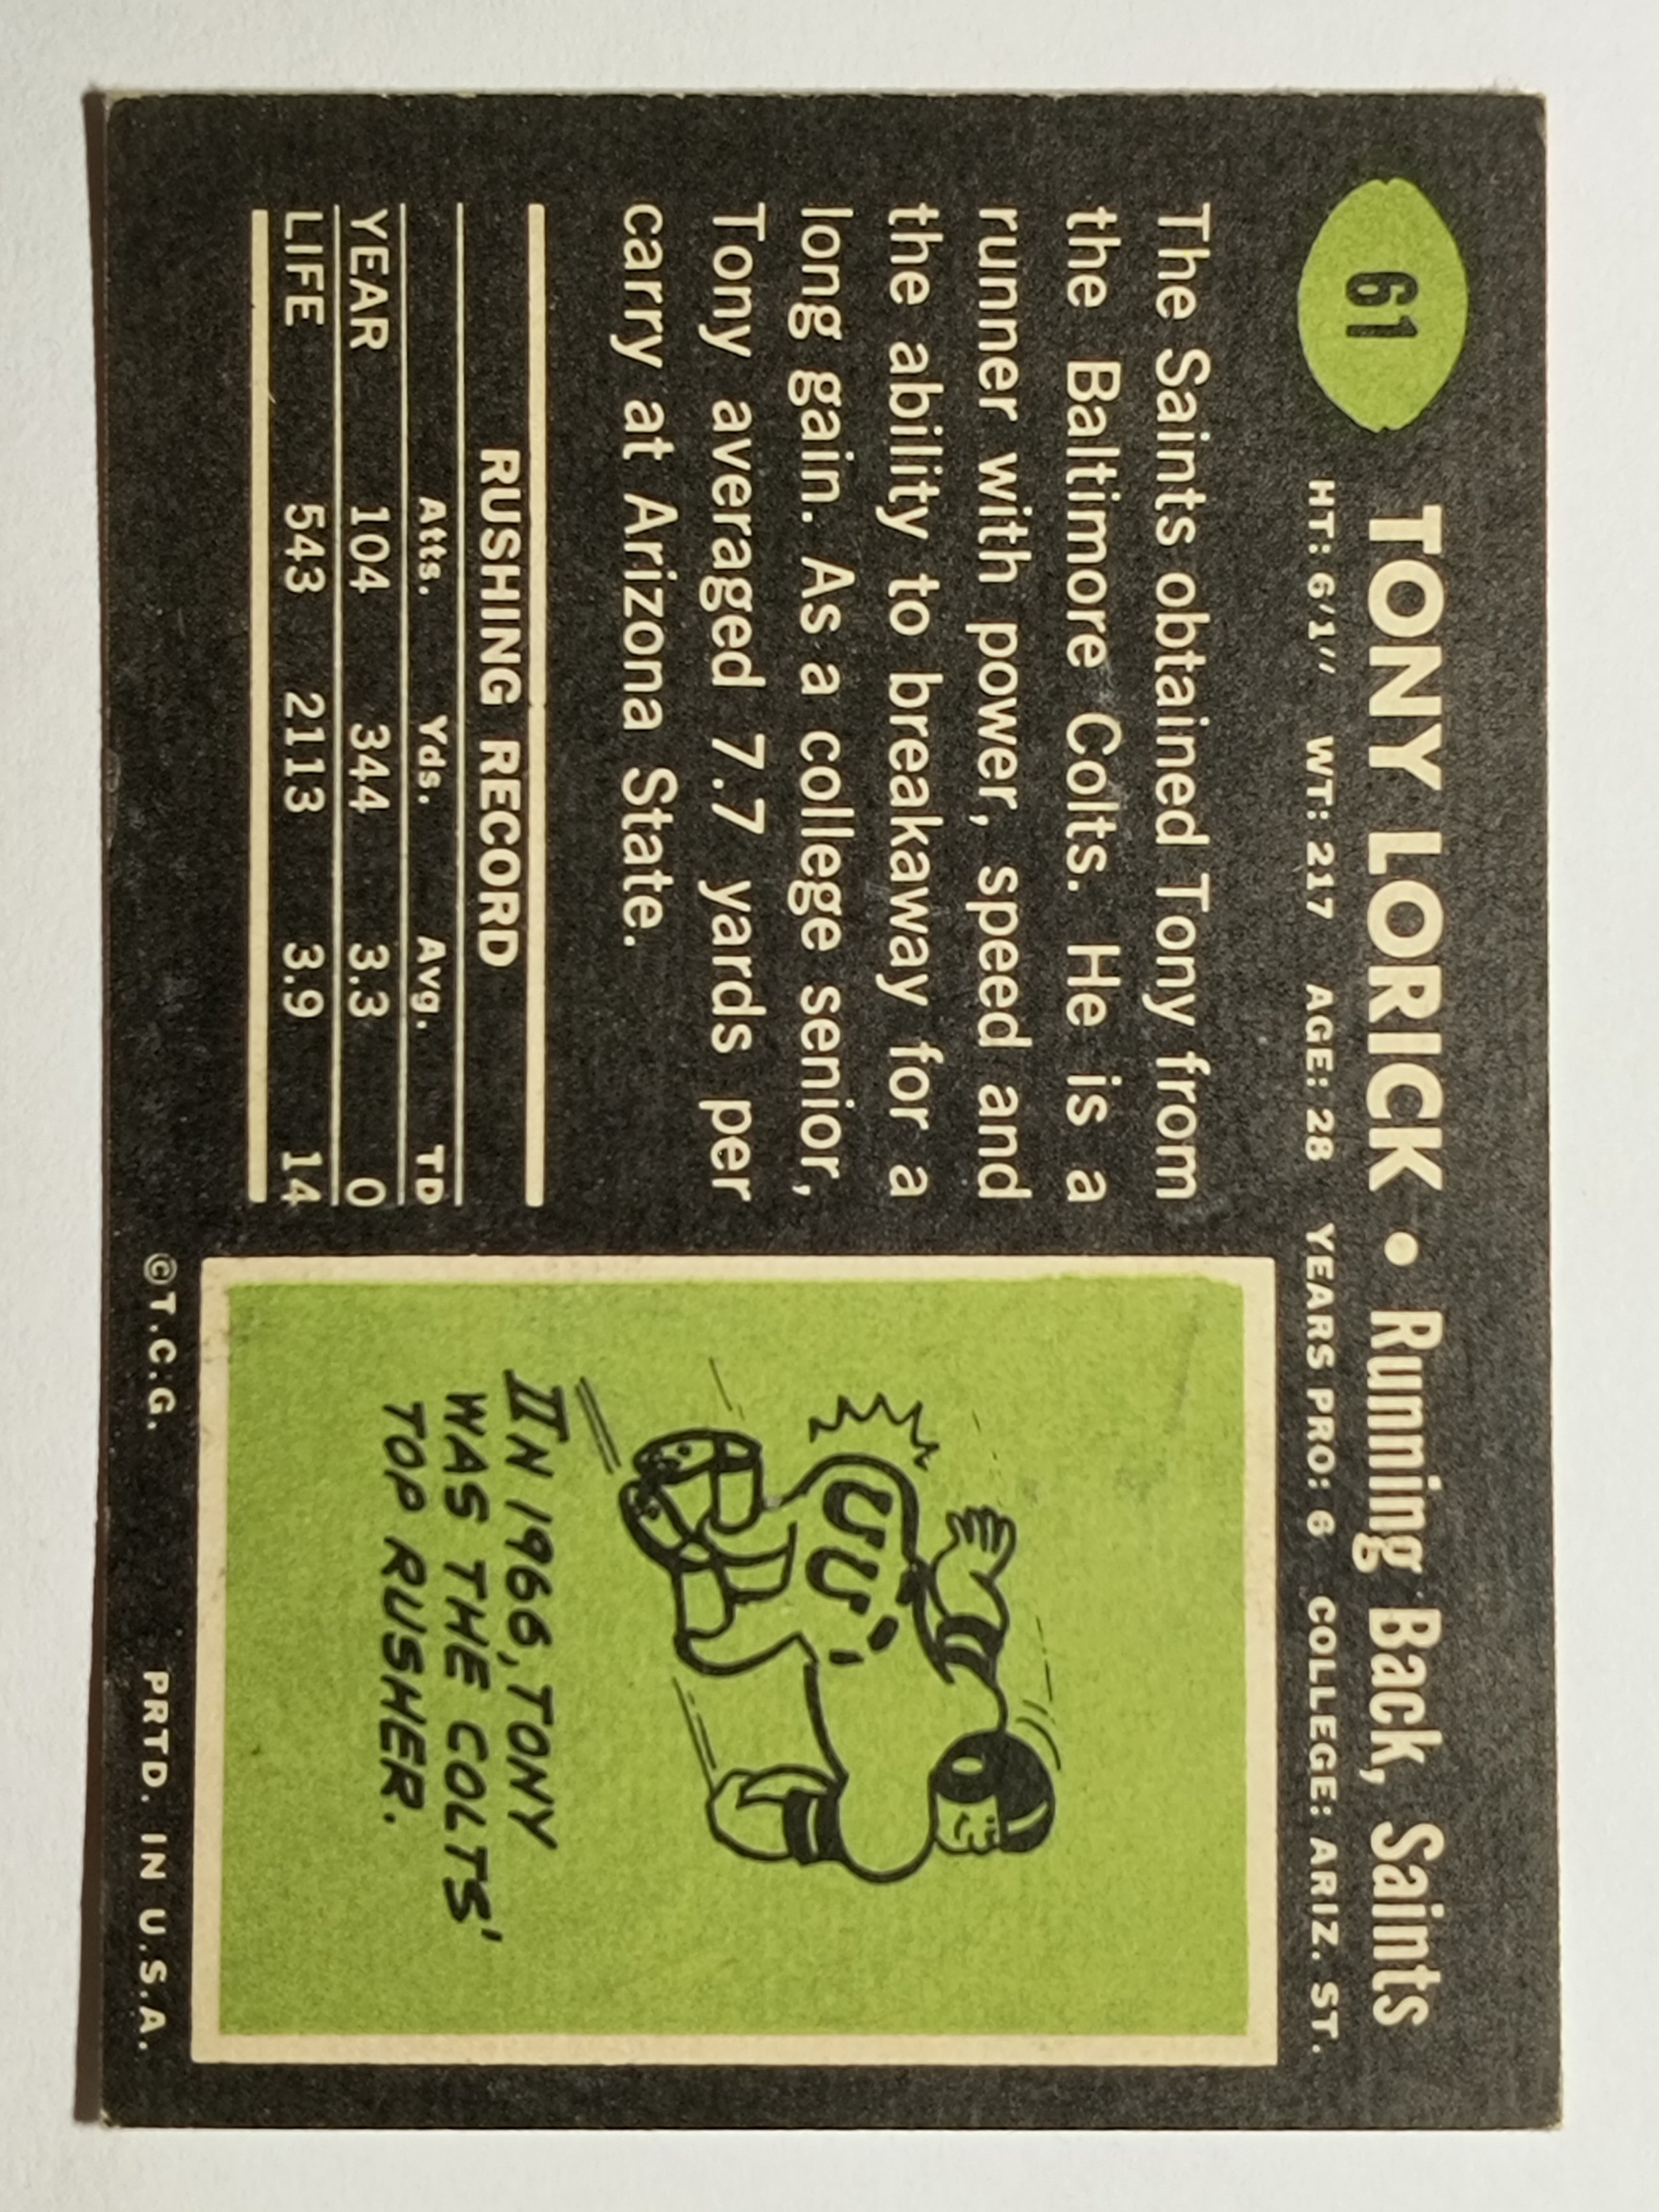 61
TONY LORICK • Running Back, Saints
HT: 6'1" WT: 217 AGE: 28 YEARS PRO: 6 COLLEGE: ARIZ. ST.
The Saints obtained Tony from
the Baltimore Colts. He is a
runner with power, speed and
the ability to breakaway for a
long gain. As a college senior,
Tony averaged 7.7 yards per
carry at Arizona State.
RUSHING RECORD
Atts. Yds. Avg. TD
YEAR 104 344 3.3 0
LIFE 543 2113 3.9 14
IN 1966, TONY
WAS THE COLTS'
TOP RUSHER.
©T.C.G. PRTD. IN U.S.A.